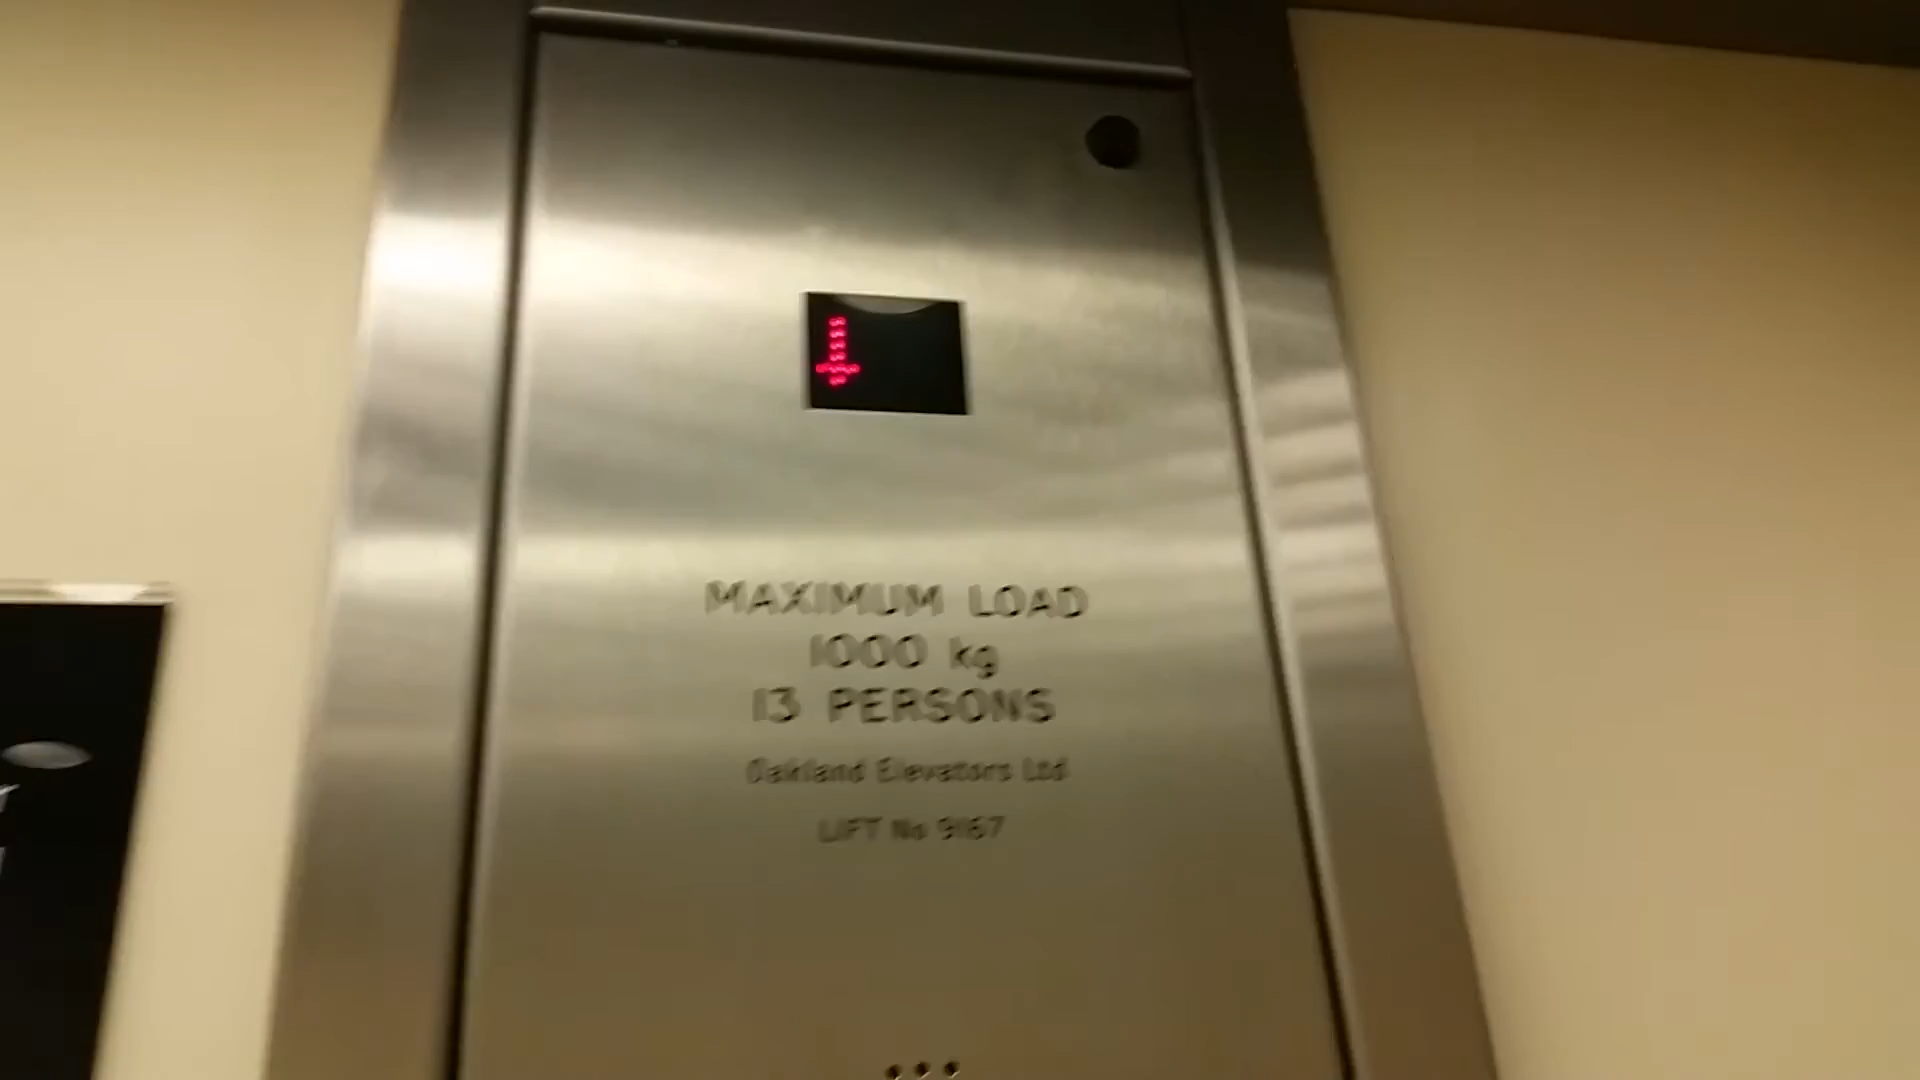 MAXIMUM LOAD
1000 kg
13 PERSONS
Oakland Elevators Ltd
LIFT No 9167